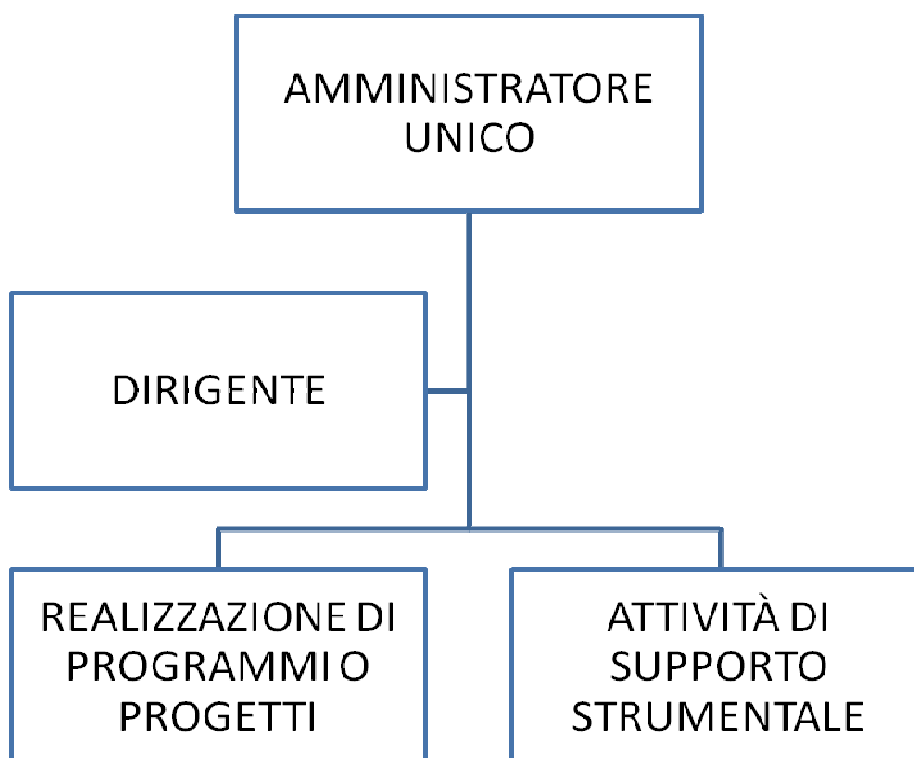 AMMINISTRATORE
UNICO
DIRIGENTE
REALIZZAZIONE DI
PROGRAMMI O
PROGETTI
ATTIVITÀ DI
SUPPORTO
STRUMENTALE